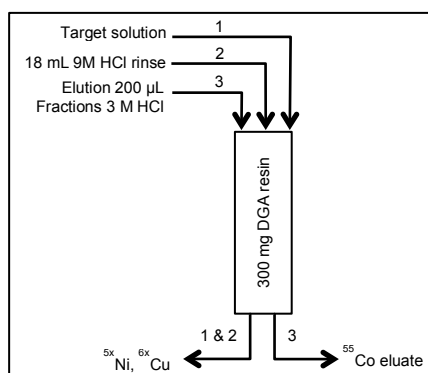 Target solution 1
18 mL 9M HCl rinse 2
Elution 200 µL 3
Fractions 3 M HCl
300 mg DGA resin
1 & 2 3
5xNi, 6xCu
55Co eluate